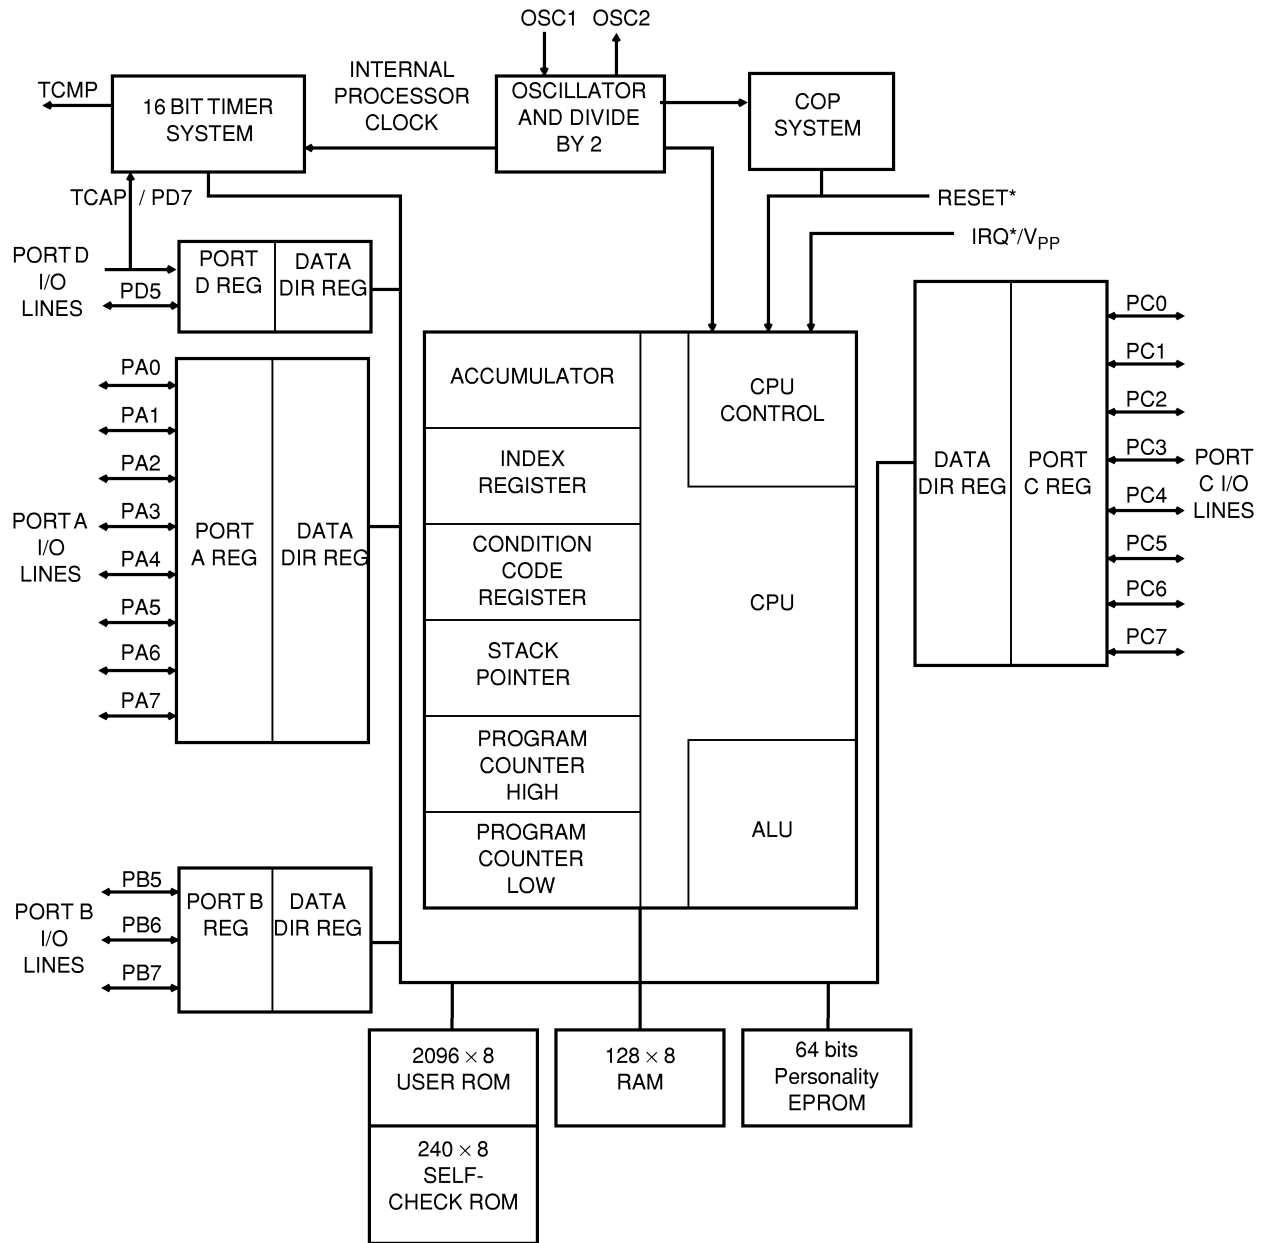 OSC1 OSC2
TCMP
16 BIT TIMER
SYSTEM
INTERNAL
PROCESSOR
CLOCK
OSCILLATOR
AND DIVIDE
BY 2
COP
SYSTEM
TCAP / PD7
RESET*
IRQ*/VPP
PORT D
I/O
LINES
PD5
PORT
D REG
DATA
DIR REG
PORT A
I/O
LINES
PA0
PA1
PA2
PA3
PA4
PA5
PA6
PA7
PORT
A REG
DATA
DIR REG
PORT B
I/O
LINES
PB5
PB6
PB7
PORT B
REG
DATA
DIR REG
ACCUMULATOR
INDEX
REGISTER
CONDITION
CODE
REGISTER
STACK
POINTER
PROGRAM
COUNTER
HIGH
PROGRAM
COUNTER
LOW
CPU
CONTROL
CPU
ALU
DATA
DIR REG
PORT
C REG
PC0
PC1
PC2
PC3
PC4
PC5
PC6
PC7
PORT
C I/O
LINES
2096 × 8
USER ROM
240 × 8
SELF-
CHECK ROM
128 × 8
RAM
64 bits
Personality
EPROM